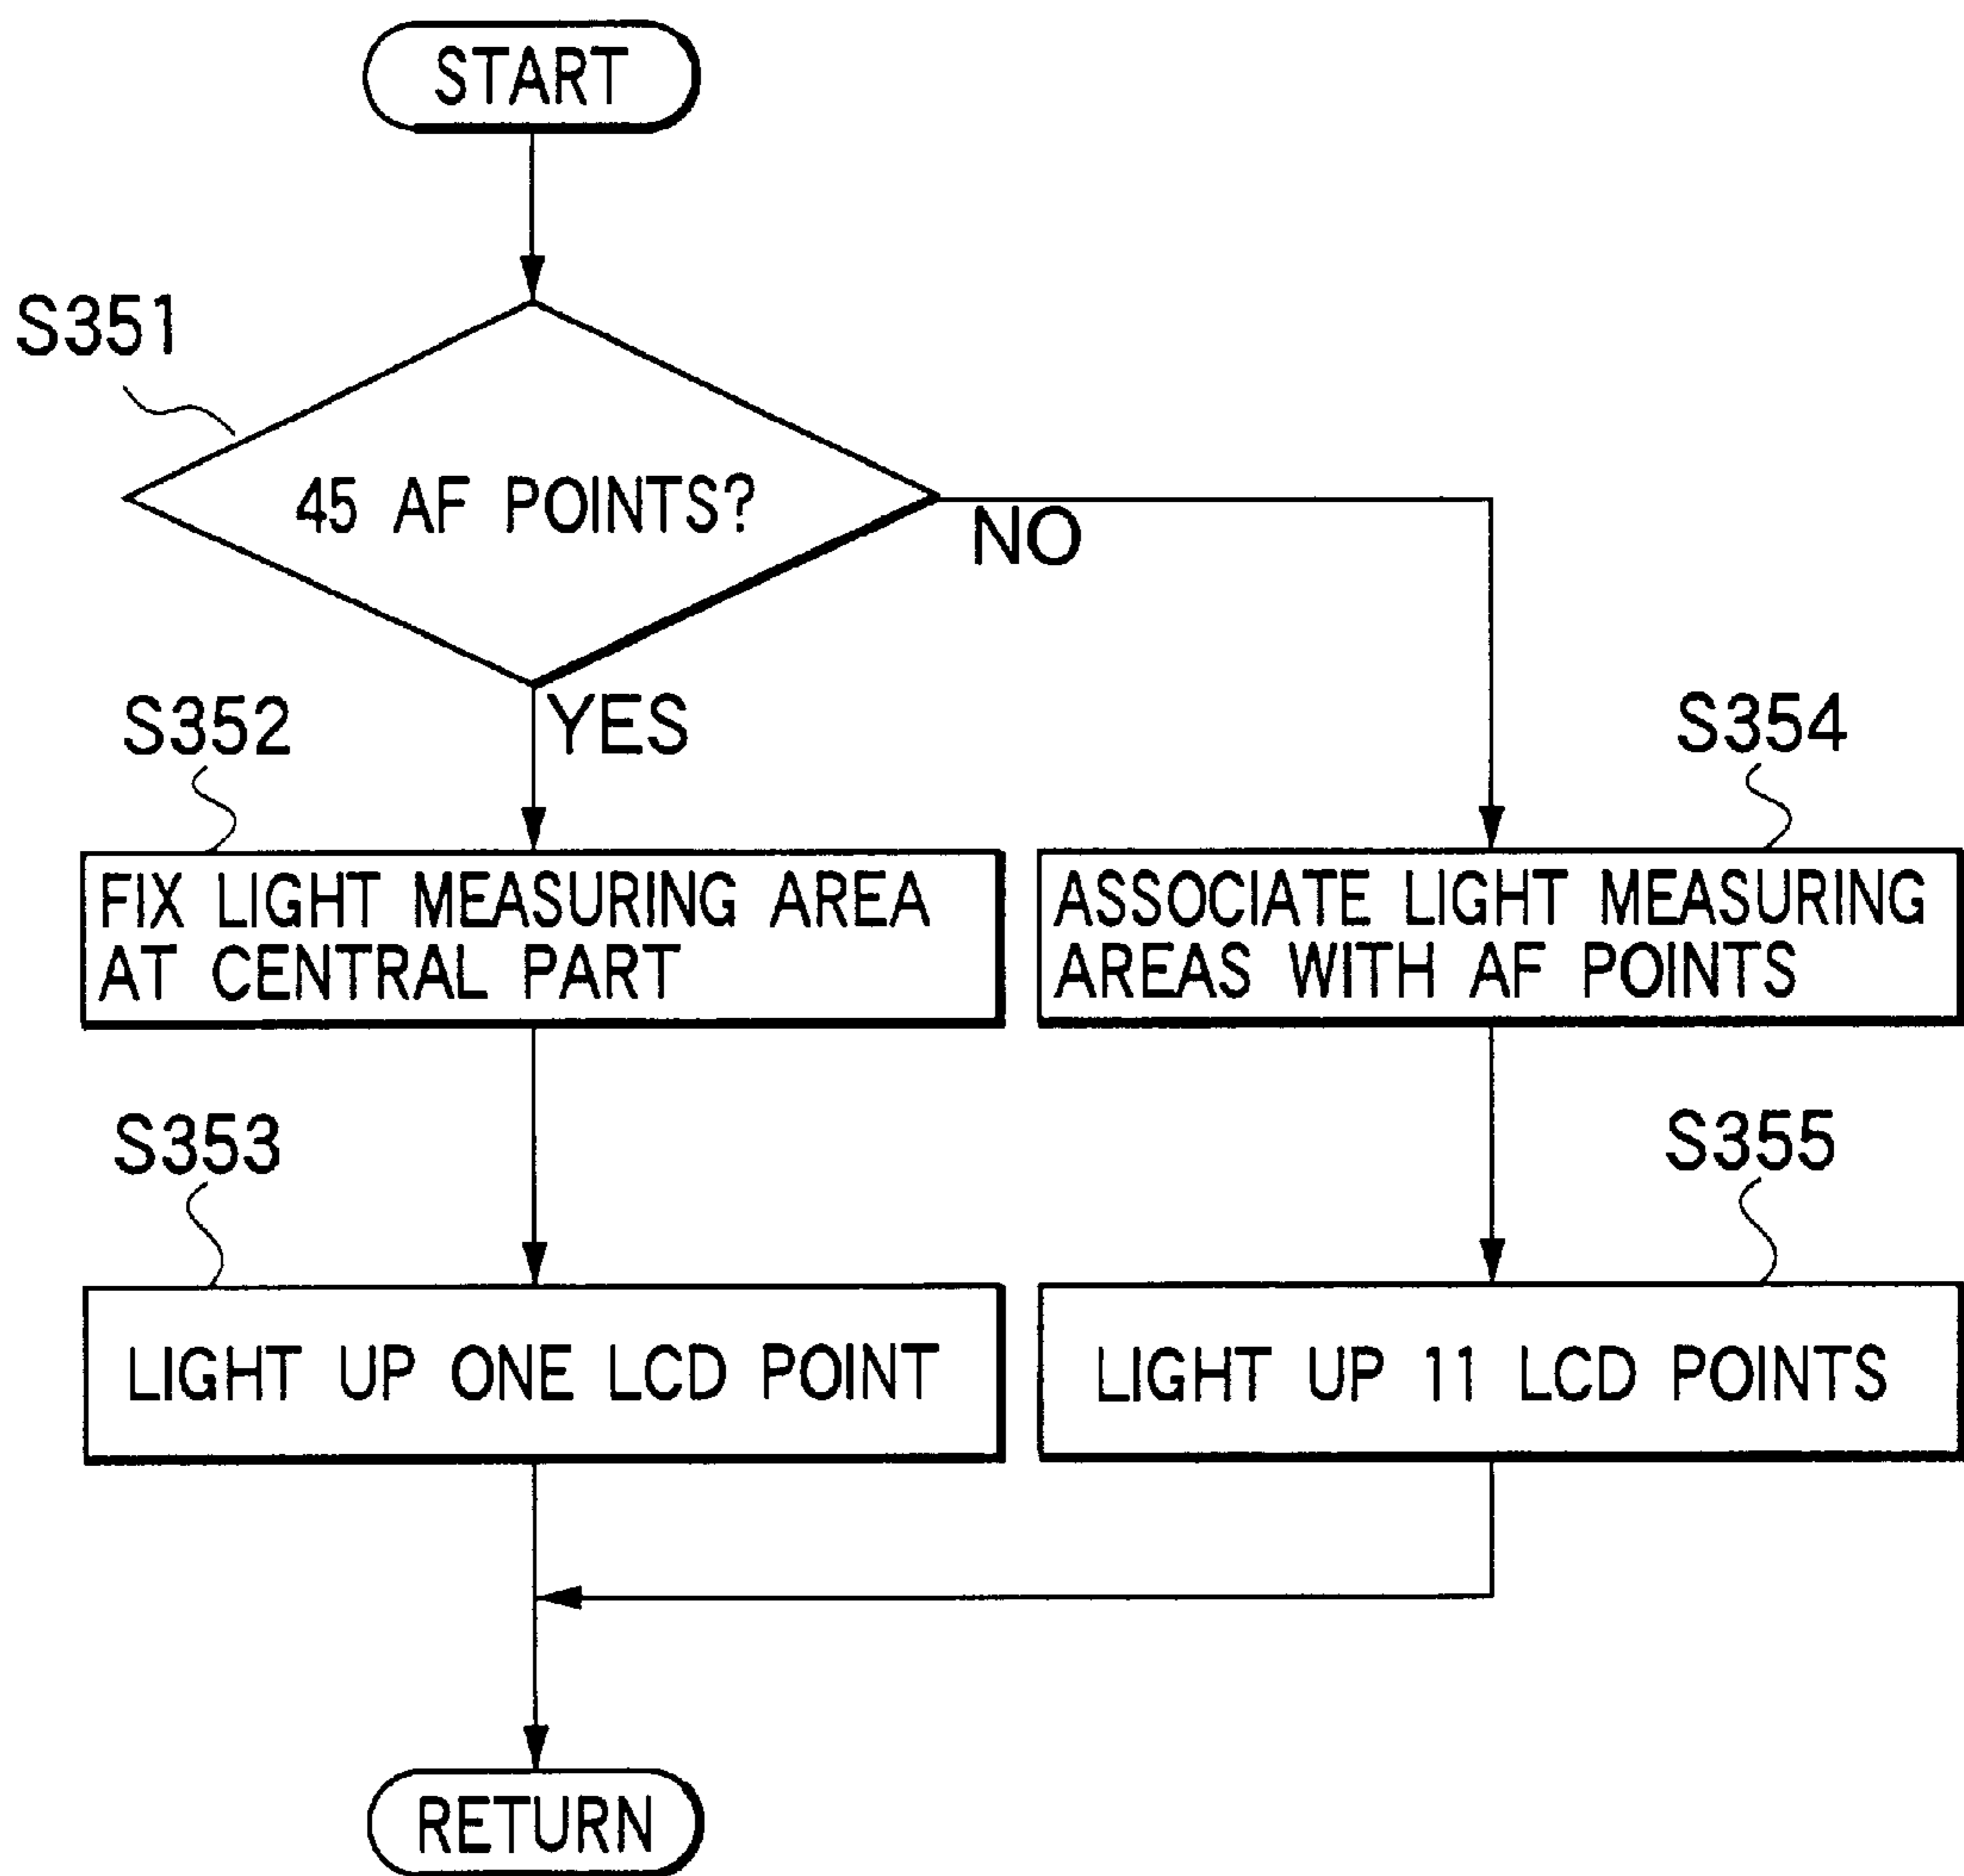 START
S351
45 AF POINTS?
NO
YES
S352
S354
FIX LIGHT MEASURING AREA
AT CENTRAL PART
ASSOCIATE LIGHT MEASURING
AREAS WITH AF POINTS
S353
S355
LIGHT UP ONE LCD POINT
LIGHT UP 11 LCD POINTS
RETURN